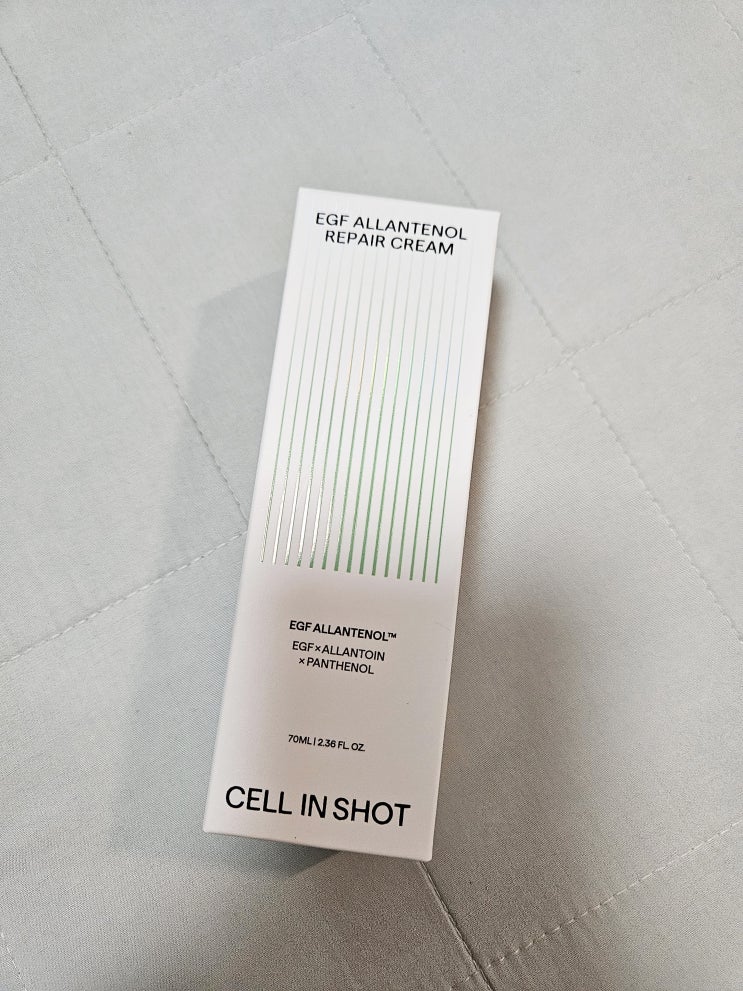 EGF ALLANTENOL
REPAIR CREAM
EGF ALLANTENOL™
EGF×ALLANTOIN
×PANTHENOL
70ML | 2.36 FL. OZ.
CELL IN SHOT